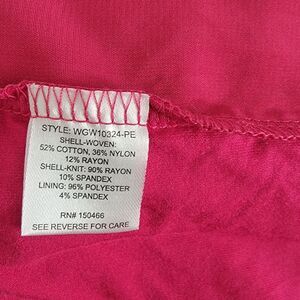 STYLE: WGW10324-PE
SHELL-WOVEN:
52% COTTON, 36% NYLON
12% RAYON
SHELL-KNIT: 90% RAYON
10% SPANDEX
LINING: 96% POLYESTER
4% SPANDEX
RN# 150466
SEE REVERSE FOR CARE